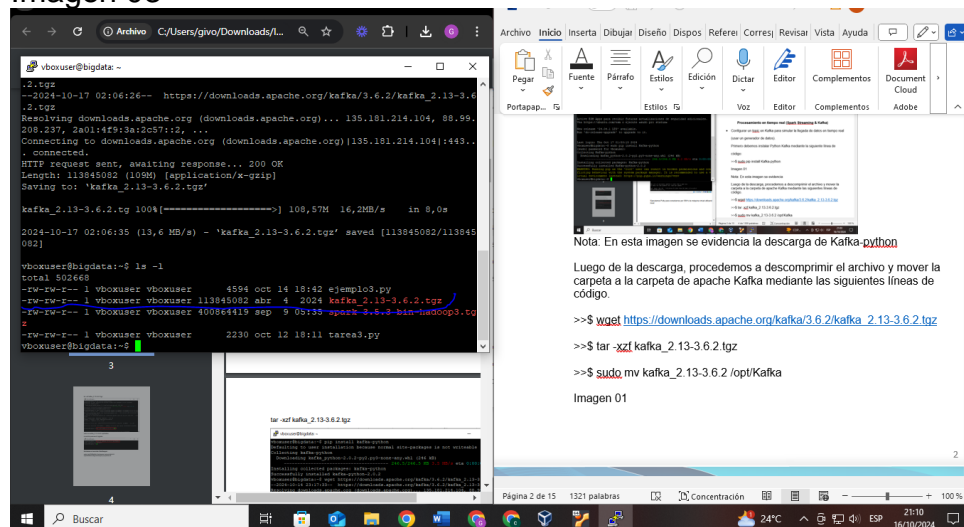 Imagen 03
Archivo C:/Users/givo/Downloads/I...
G
Archivo Inicio Inserta Dibujar Diseño Dispos Referei Corres Revisar Vista Ayuda
vboxuser@bigdata: ~
Pegar Fuente Párrafo Estilos Edición Dictar Editor Complementos Document Cloud
Portapap... Estilos Voz Editor Complementos Adobe
.2.tgz
--2024-10-17 02:06:26-- https://downloads.apache.org/kafka/3.6.2/kafka_2.13-3.6
.2.tgz
Resolving downloads.apache.org (downloads.apache.org)... 135.181.214.104, 88.99.
208.237, 2a01:4f9:3a:2c57::2, ...
Connecting to downloads.apache.org (downloads.apache.org)|135.181.214.104|:443..
. connected.
HTTP request sent, awaiting response... 200 OK
Length: 113845082 (109M) [application/x-gzip]
Saving to: ‘kafka_2.13-3.6.2.tgz’
kafka_2.13-3.6.2.tg 100%[===================>] 108,57M 16,2MB/s in 8,0s
2024-10-17 02:06:35 (13,6 MB/s) - ‘kafka_2.13-3.6.2.tgz’ saved [113845082/113845
082]
vboxuser@bigdata:~$ ls -l
total 502668
-rw-rw-r-- 1 vboxuser vboxuser 4594 oct 14 18:42 ejemplo3.py
-rw-rw-r-- 1 vboxuser vboxuser 113845082 abr 4 2024 kafka_2.13-3.6.2.tgz
-rw-rw-r-- 1 vboxuser vboxuser 400864419 sep 9 05:35 spark-3.5.3-bin-hadoop3.tg
z
-rw-rw-r-- 1 vboxuser vboxuser 2230 oct 12 18:11 tarea3.py
vboxuser@bigdata:~$
3
4
tar -xzf kafka_2.13-3.6.2.tgz
Nota: En esta imagen se evidencia la descarga de Kafka-python
Luego de la descarga, procedemos a descomprimir el archivo y mover la
carpeta a la carpeta de apache Kafka mediante las siguientes líneas de
código.
>>$ wget https://downloads.apache.org/kafka/3.6.2/kafka_2.13-3.6.2.tgz
>>$ tar -xzf kafka_2.13-3.6.2.tgz
>>$ sudo mv kafka_2.13-3.6.2 /opt/Kafka
Imagen 01
2
Página 2 de 15 1321 palabras Concentración 100 %
Buscar 24°C ESP 21:10
16/10/2024